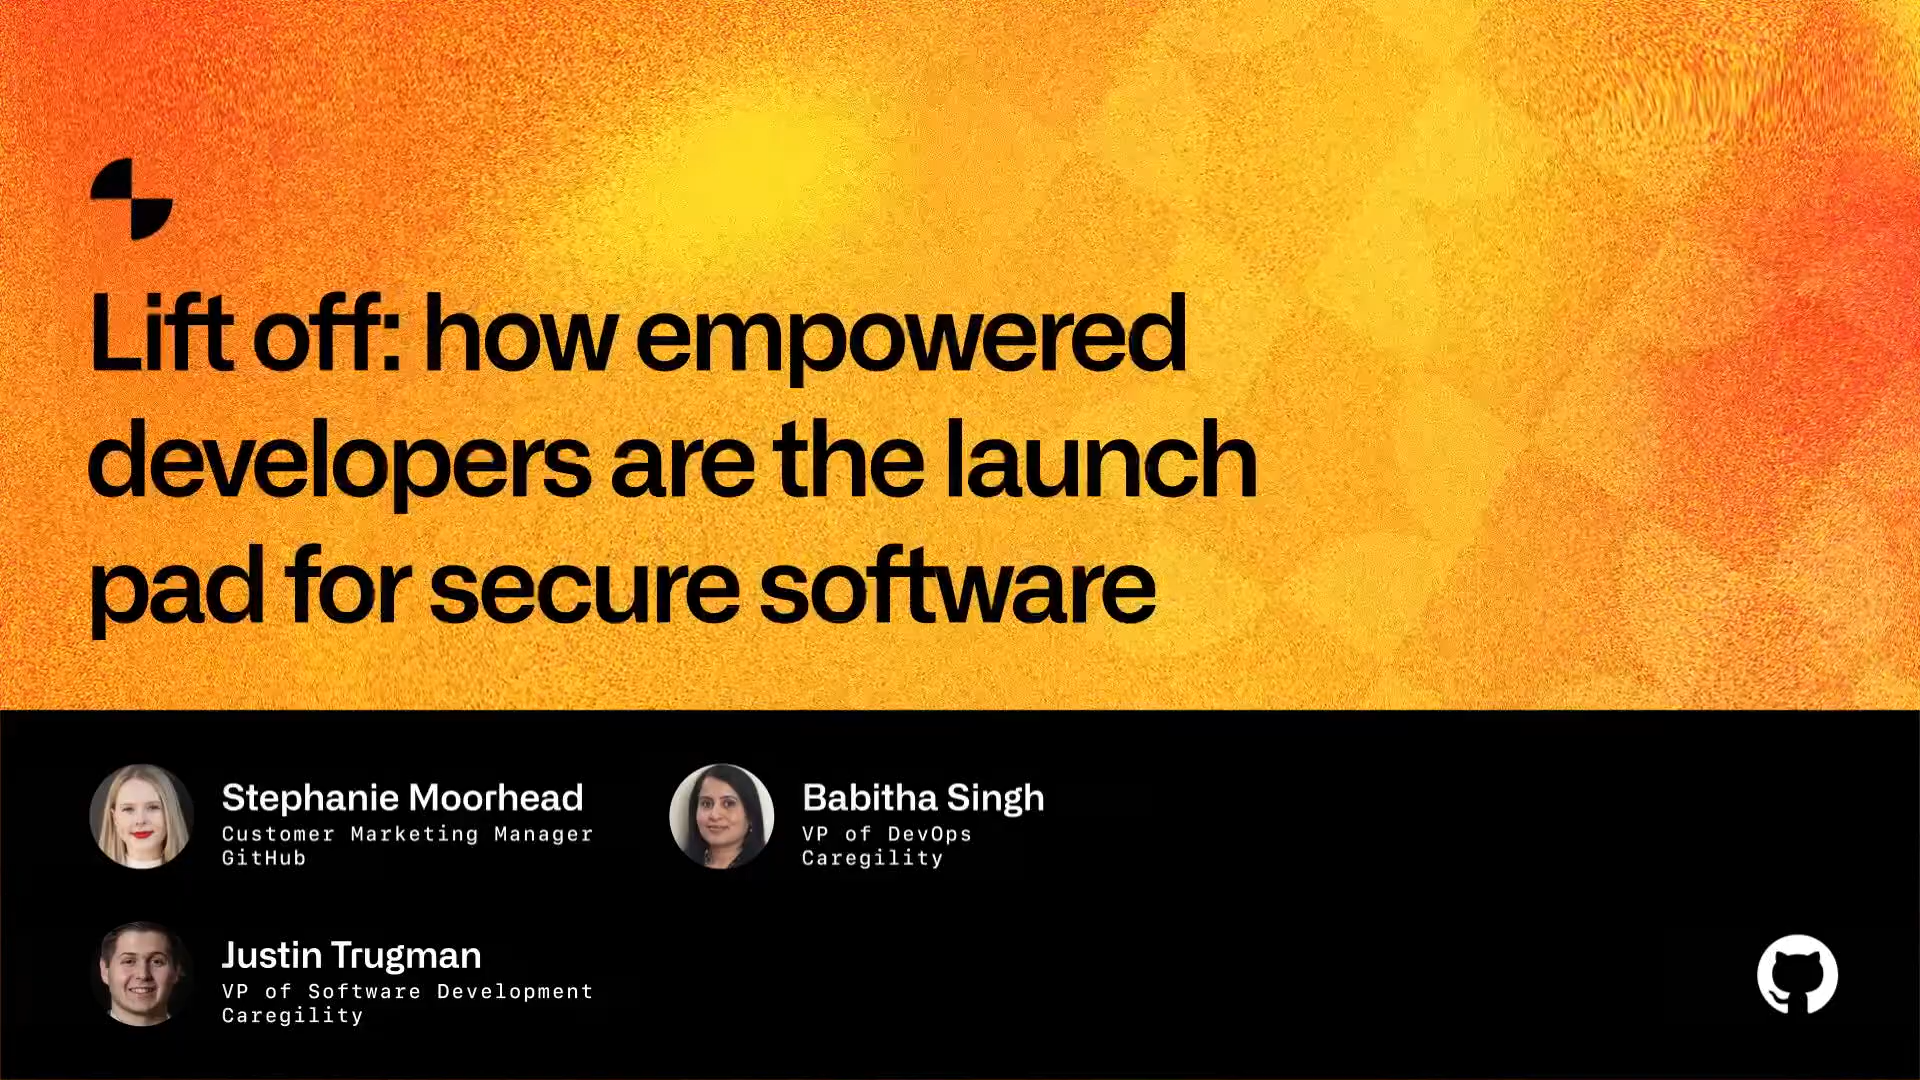 Lift off: how empowered
developers are the launch
pad for secure software
Stephanie Moorhead
Customer Marketing Manager
GitHub
Babitha Singh
VP of DevOps
Caregility
Justin Trugman
VP of Software Development
Caregility